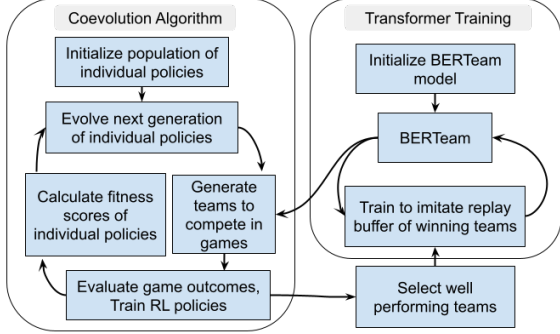 Coevolution Algorithm
Initialize population of
individual policies
Evolve next generation
of individual policies
Calculate fitness
scores of
individual policies
Generate
teams to
compete in
games
Evaluate game outcomes,
Train RL policies
Transformer Training
Initialize BERTeam
model
BERTeam
Train to imitate replay
buffer of winning teams
Select well
performing teams